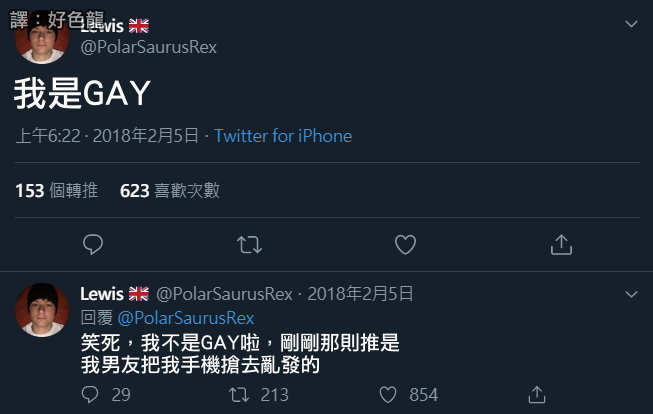 譯：好色龍
Lewis 🇬🇧
@PolarSaurusRex
我是GAY
上午6:22 · 2018年2月5日 · Twitter for iPhone
153 個轉推 623 喜歡次數
Lewis 🇬🇧 @PolarSaurusRex · 2018年2月5日
回覆 @PolarSaurusRex
笑死，我不是GAY啦，剛剛那則推是
我男友把我手機搶去亂發的
29 213 854